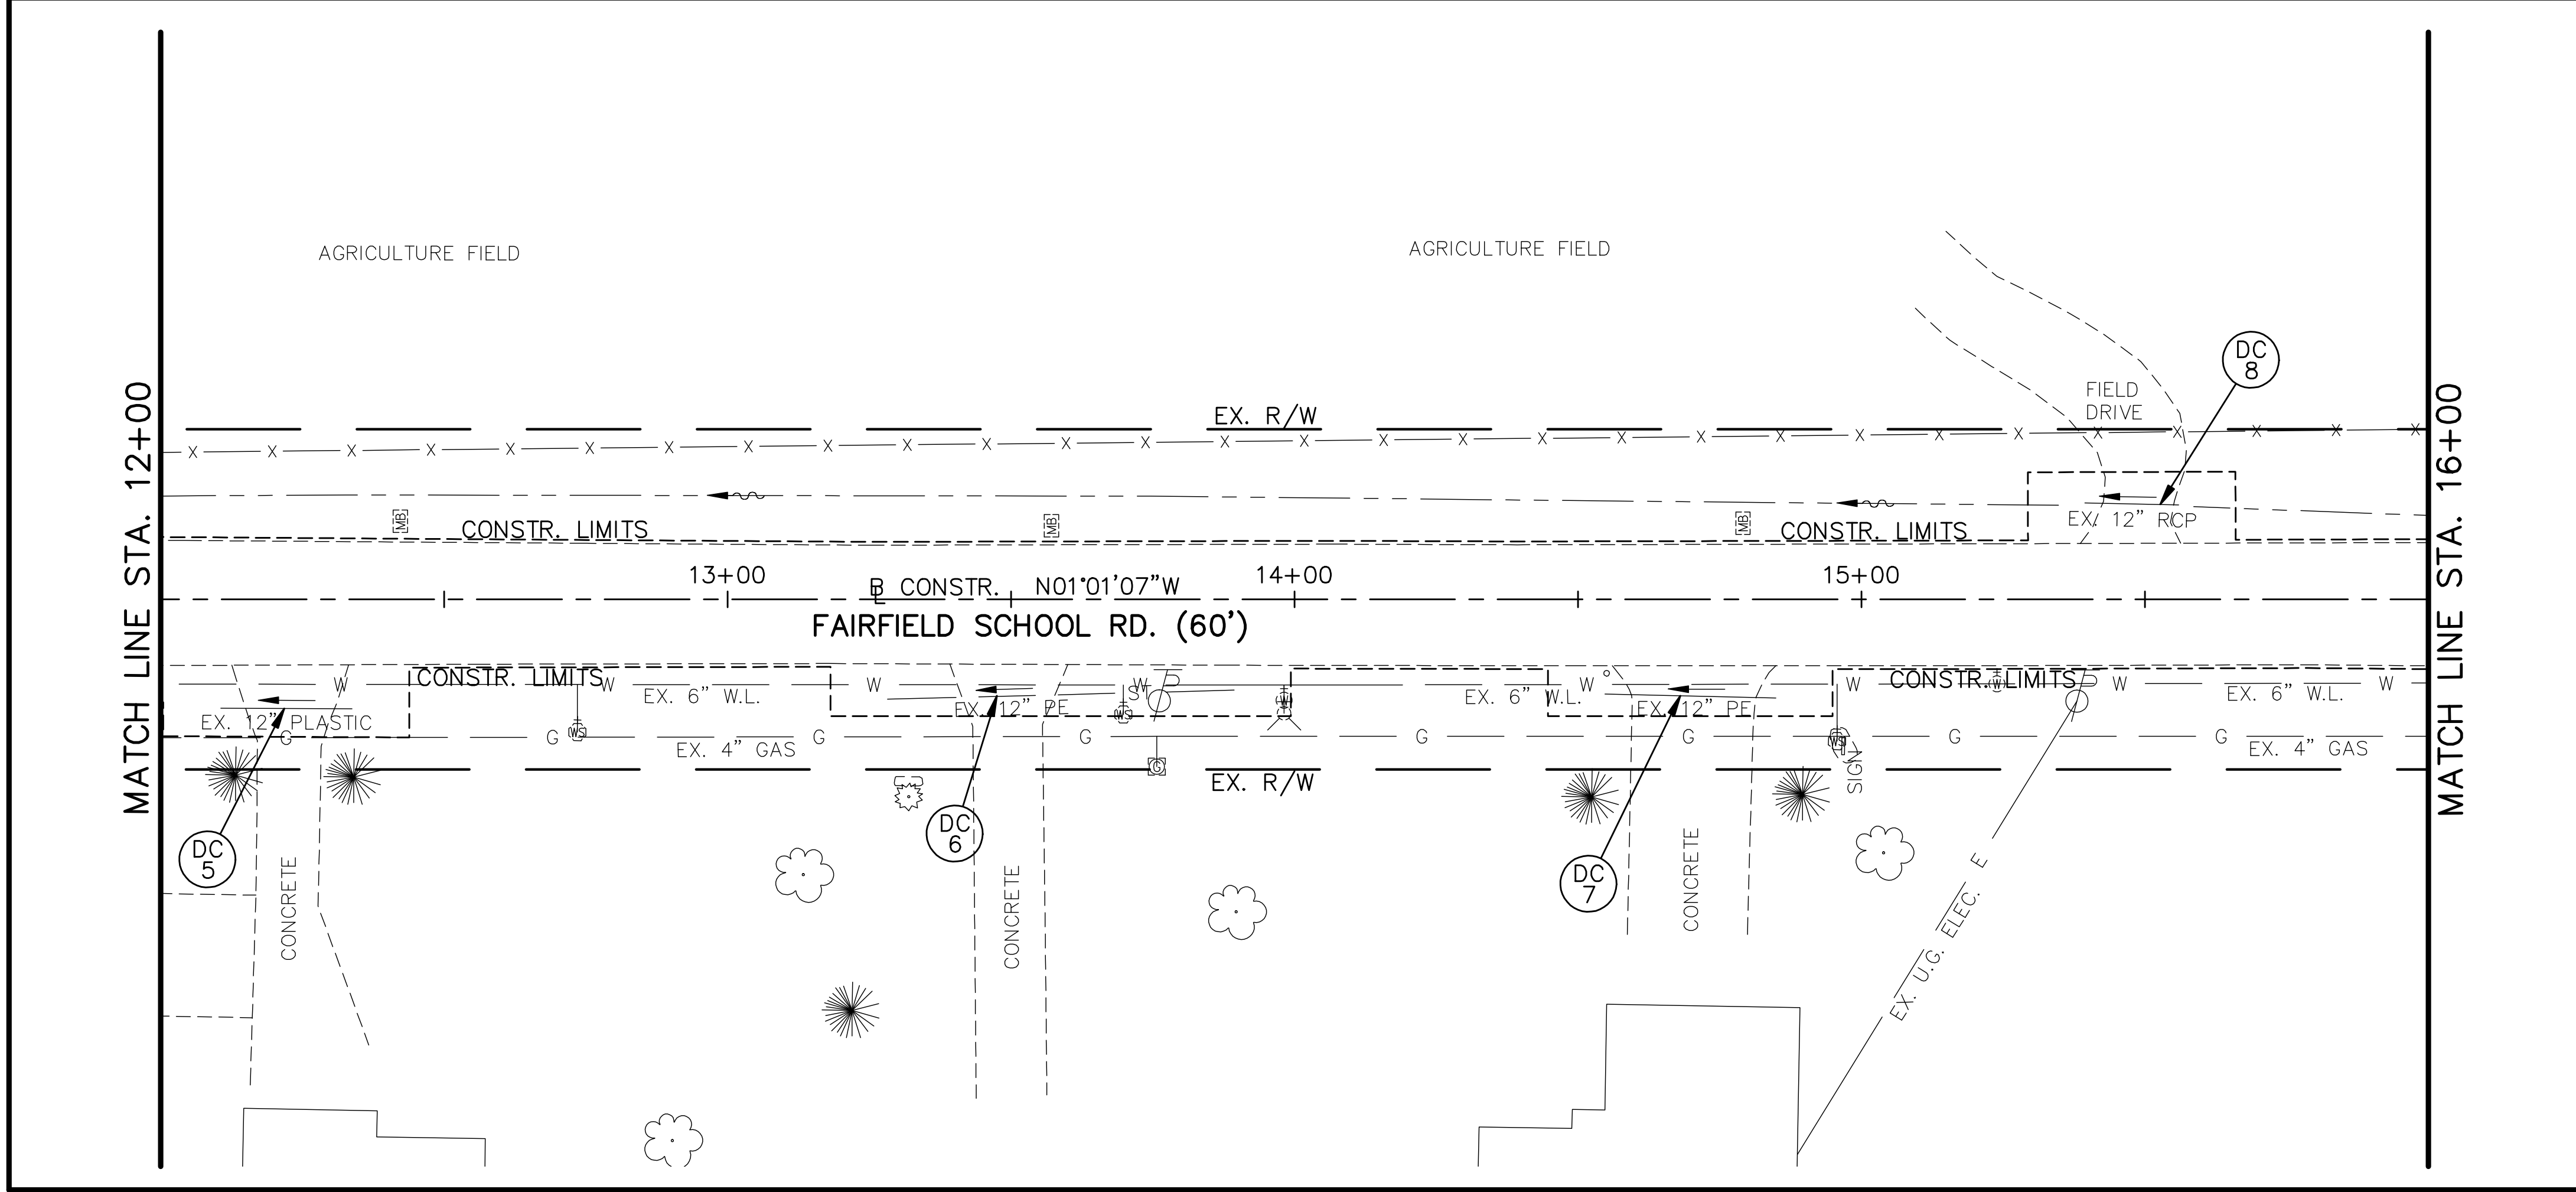 AGRICULTURE FIELD
AGRICULTURE FIELD
DC
8
FIELD
DRIVE
EX. R/W
X X X X X X X X X X X X X X X X X X X X X X X X X X X X X
MATCH LINE STA. 12+00
MATCH LINE STA. 16+00
MB
MB
MB
EX. 12" RCP
CONSTR. LIMITS
CONSTR. LIMITS
13+00
14+00
15+00
B CONSTR. N01°01'07"W
FAIRFIELD SCHOOL RD. (60')
CONSTR. LIMITS
CONSTR. LIMITS
W W W W W W W W
EX. 6" W.L.
EX. 6" W.L.
EX. 6" W.L.
EX. 12" PLASTIC
EX. 12" PE
EX. 12" PE
WS
WS
G G G G G G G G
EX. 4" GAS
EX. 4" GAS
G
SIGN
EX. R/W
DC
5
DC
6
DC
7
CONCRETE
CONCRETE
CONCRETE
EX. U.G. ELEC.
E